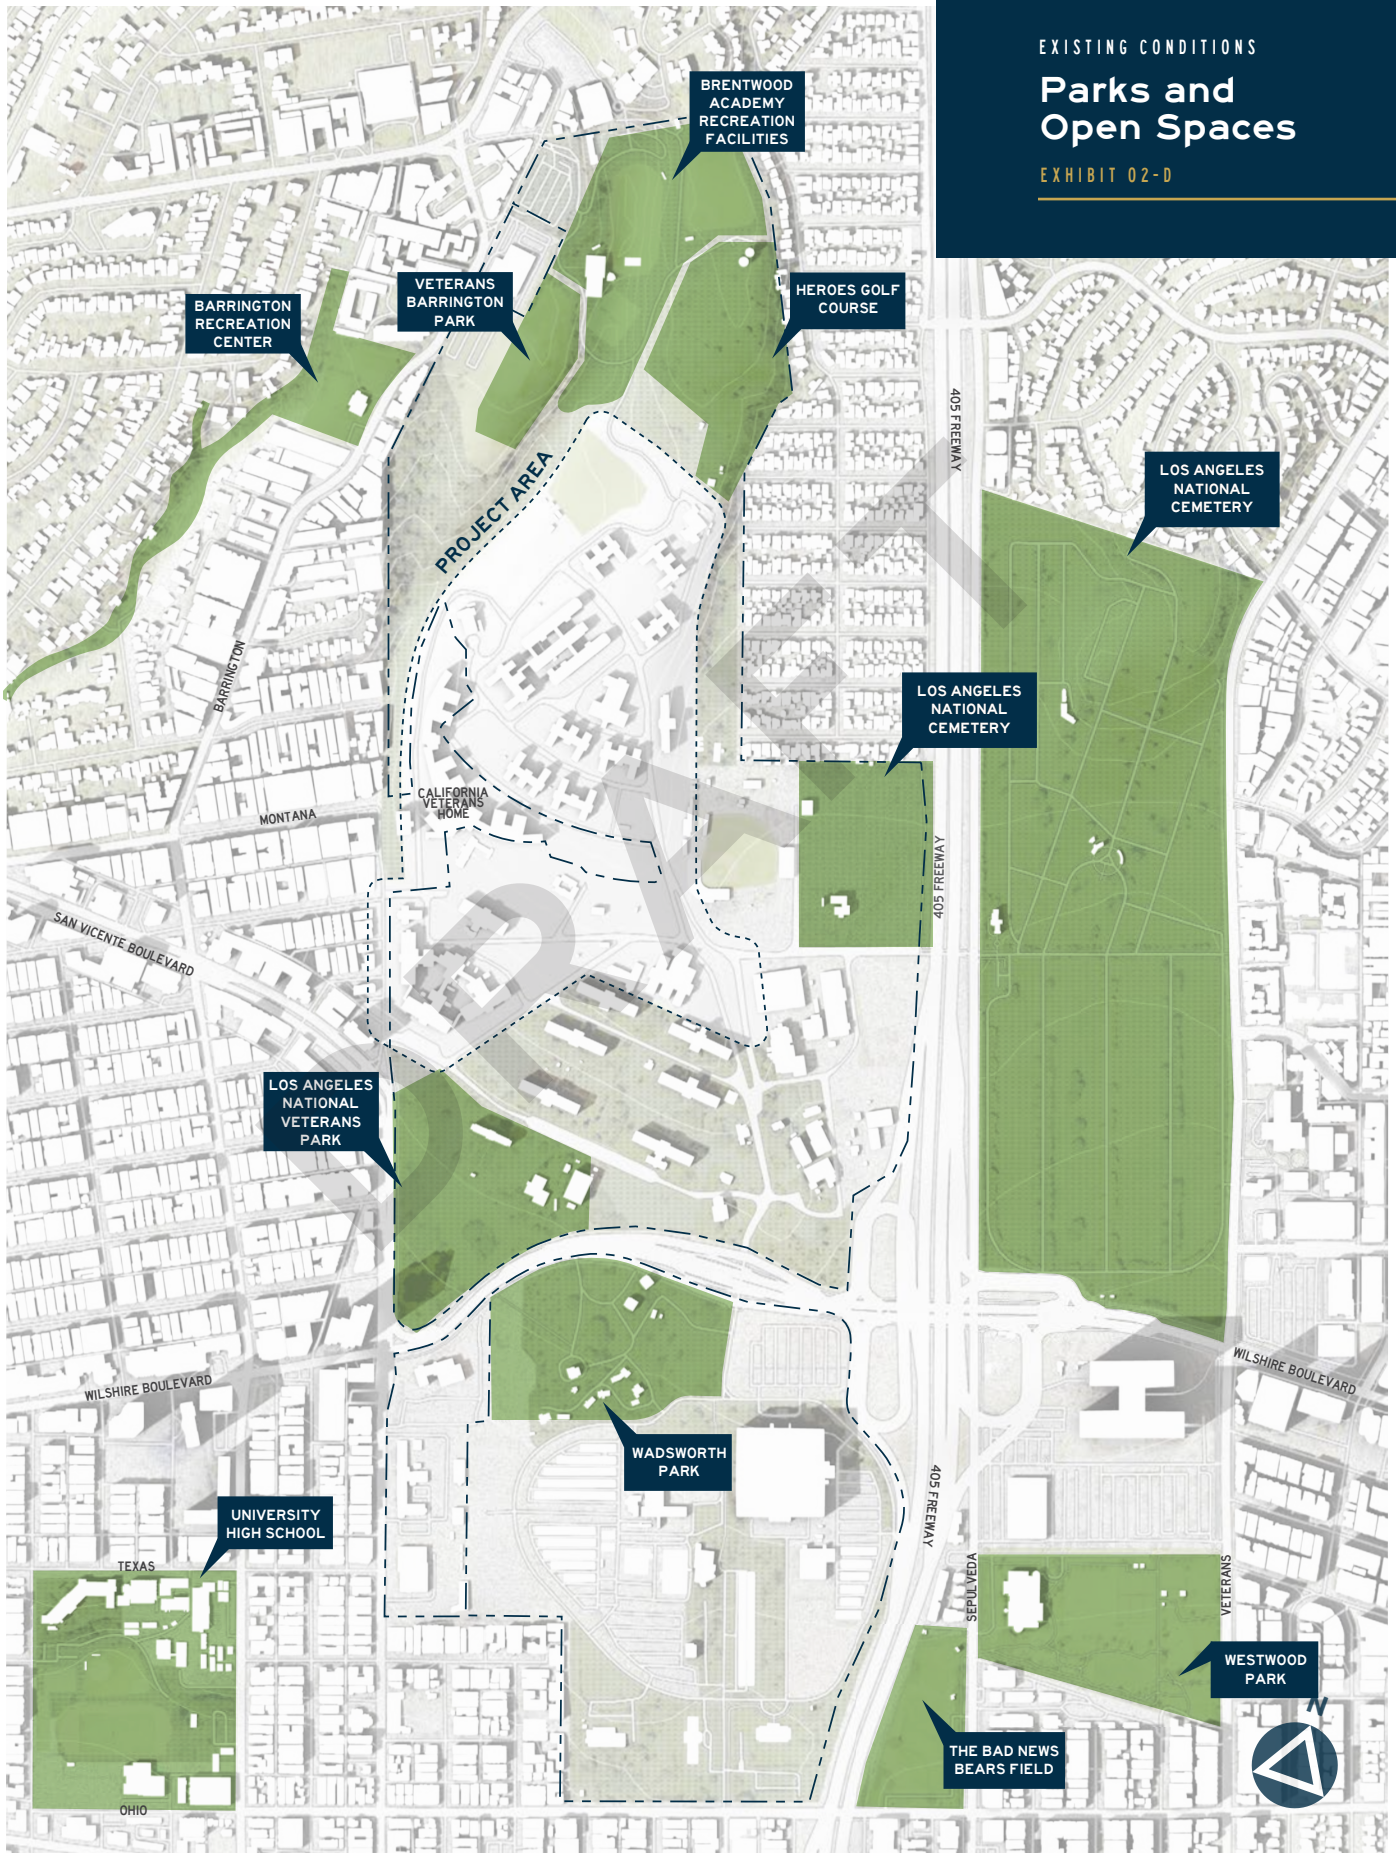 EXISTING CONDITIONS
Parks and
Open Spaces
EXHIBIT 02-D
BRENTWOOD
ACADEMY
RECREATION
FACILITIES
VETERANS
BARRINGTON
PARK
HEROES GOLF
COURSE
BARRINGTON
RECREATION
CENTER
405 FREEWAY
PROJECT AREA
LOS ANGELES
NATIONAL
CEMETERY
BARRINGTON
LOS ANGELES
NATIONAL
CEMETERY
CALIFORNIA
VETERANS
HOME
MONTANA
405 FREEWAY
SAN VICENTE BOULEVARD
DRAFT
LOS ANGELES
NATIONAL
VETERANS
PARK
WILSHIRE BOULEVARD
WILSHIRE BOULEVARD
WADSWORTH
PARK
405 FREEWAY
UNIVERSITY
HIGH SCHOOL
TEXAS
SEPULVEDA
VETERANS
WESTWOOD
PARK
N
THE BAD NEWS
BEARS FIELD
OHIO